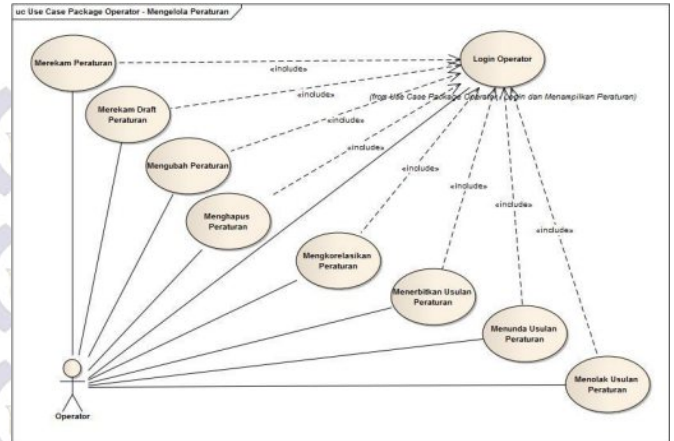 uc Use Case Package Operator - Mengelola Peraturan
Merekam Peraturan
Login Operator
«include»
Merekam Draft
Peraturan
«include»
(from Use Case Package Operator - Login dan Menampilkan Peraturan)
«include»
Mengubah Peraturan
«include»
Menghapus
Peraturan
«include»
«include»
«include»
«include»
Mengkorelasikan
Peraturan
Menerbitkan Usulan
Peraturan
Menunda Usulan
Peraturan
Menolak Usulan
Peraturan
Operator